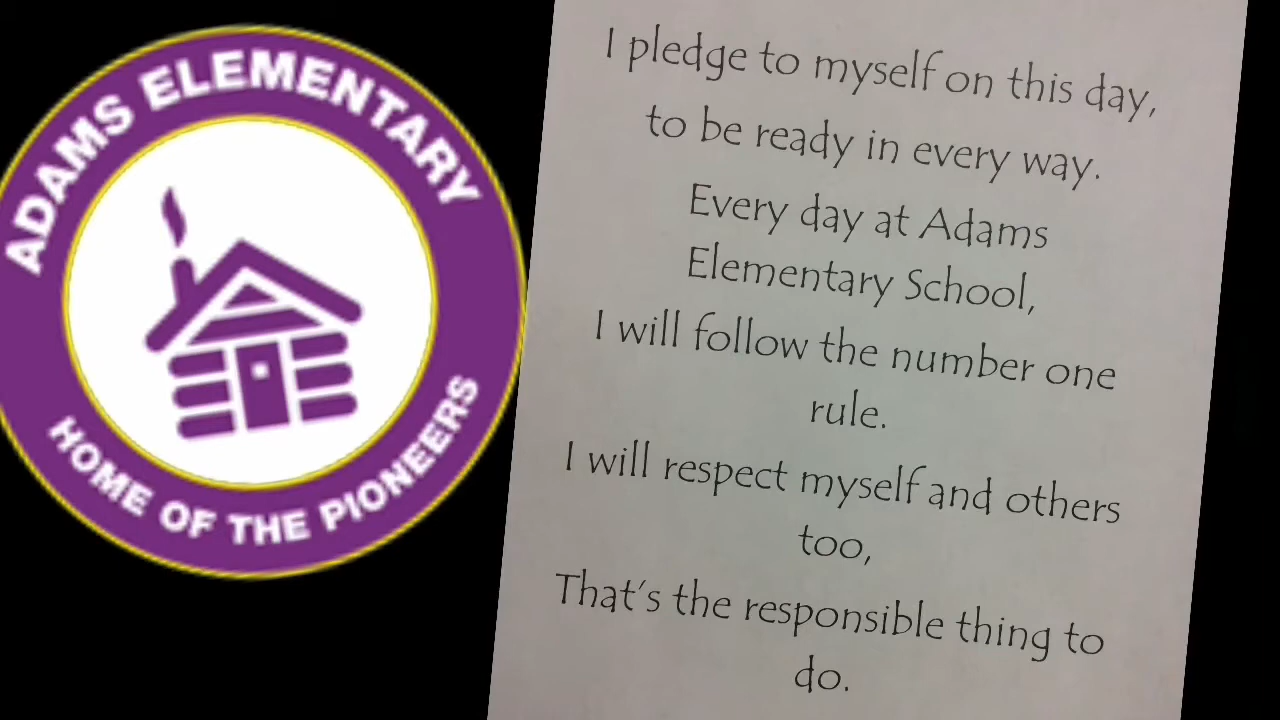 ADAMS ELEMENTARY
HOME OF THE PIONEERS
I pledge to myself on this day,
to be ready in every way.
Every day at Adams
Elementary School,
I will follow the number one
rule.
I will respect myself and others
too,
That's the responsible thing to
do.